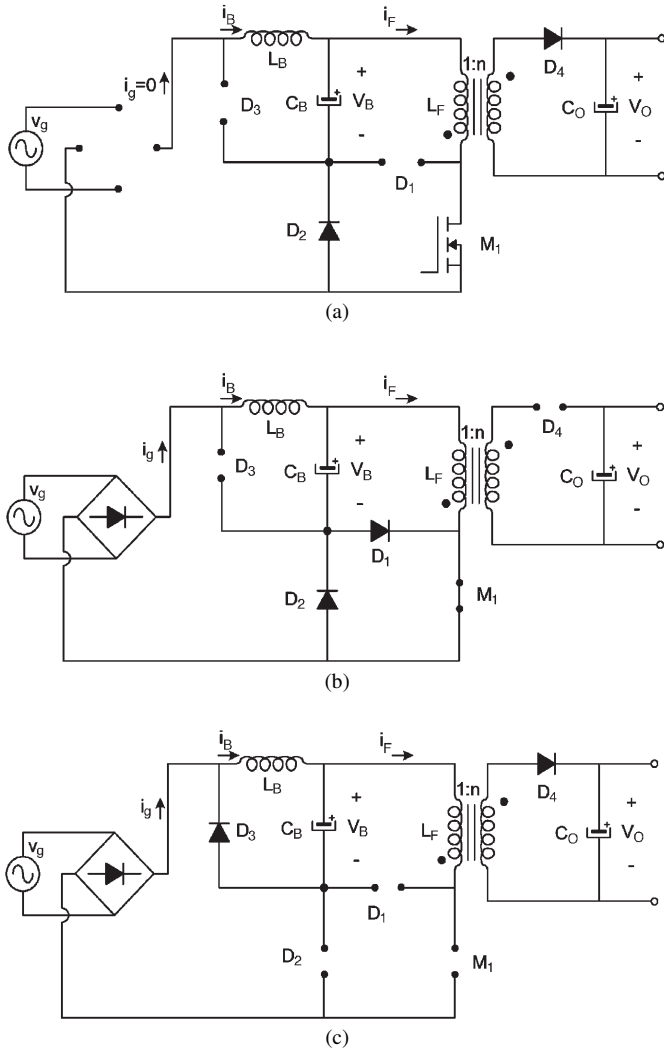 i_B
i_F
L_B
1:n
D_4
i_g=0
v_g
D_3
C_B
+
+
V_B
-
L_F
C_O
+
+
V_O
-
D_1
D_2
M_1
(a)
i_B
i_F
L_B
1:n
D_4
i_g
v_g
D_3
C_B
+
+
V_B
-
L_F
C_O
+
+
V_O
-
D_1
D_2
M_1
(b)
i_B
i_F
L_B
1:n
D_4
i_g
v_g
D_3
C_B
+
+
V_B
-
L_F
C_O
+
+
V_O
-
D_1
D_2
M_1
(c)